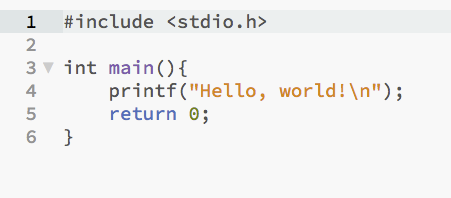 1 #include <stdio.h>
2
3 int main(){
4     printf("Hello, world!\n");
5     return 0;
6 }